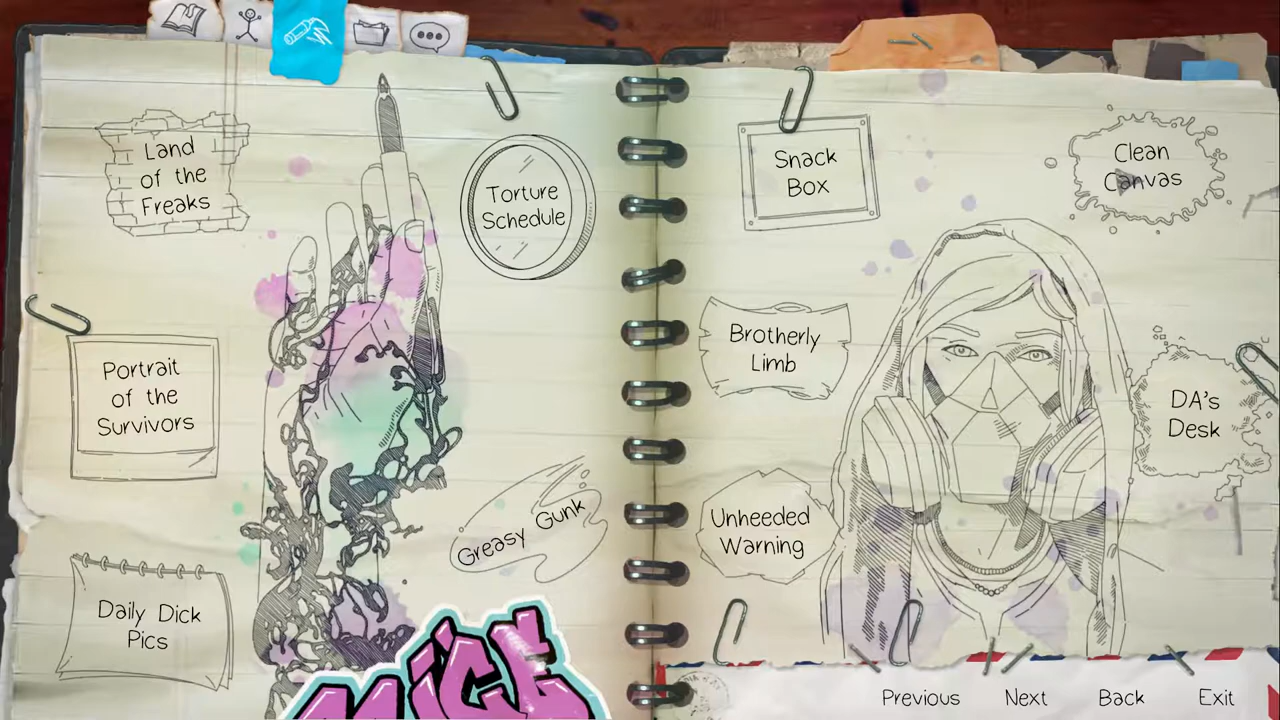 Land
of the
Freaks
Torture
Schedule
Portrait
of the
Survivors
Greasy Gunk
Daily Dick
Pics
Snack
Box
Clean
Canvas
Brotherly
Limb
DA's
Desk
Unheeded
Warning
Previous
Next
Back
Exit